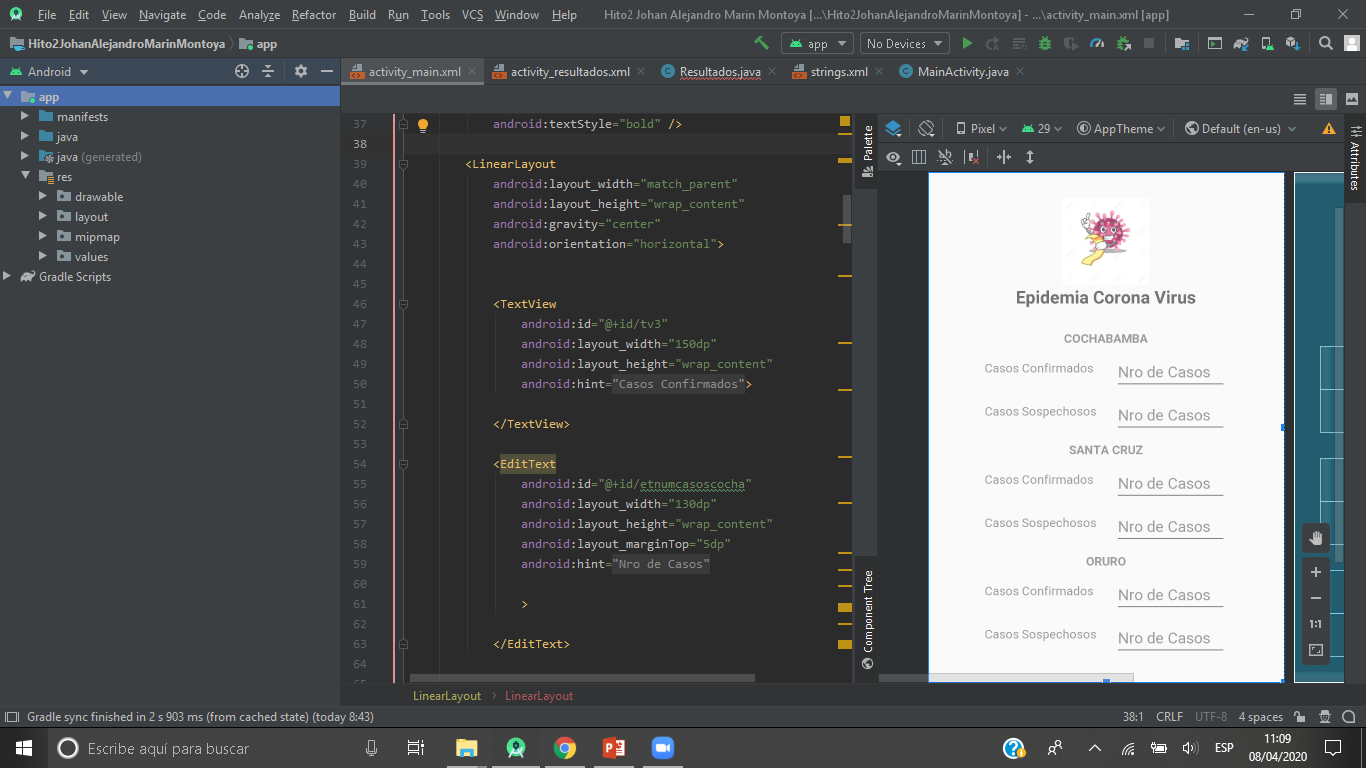 File Edit View Navigate Code Analyze Refactor Build Run Tools VCS Window Help Hito2 Johan Alejandro Marin Montoya [...\Hito2JohanAlejandroMarinMontoya] - ...\activity_main.xml [app]
Hito2JohanAlejandroMarinMontoya app
app No Devices
Android
activity_main.xml activity_resultados.xml Resultados.java strings.xml MainActivity.java
app
manifests
java
java (generated)
res
drawable
layout
mipmap
values
Gradle Scripts
37 android:textStyle="bold" />
38
39 <LinearLayout
40 android:layout_width="match_parent"
41 android:layout_height="wrap_content"
42 android:gravity="center"
43 android:orientation="horizontal">
44
45
46 <TextView
47 android:id="@+id/tv3"
48 android:layout_width="150dp"
49 android:layout_height="wrap_content"
50 android:hint="Casos Confirmados">
51
52 </TextView>
53
54 <EditText
55 android:id="@+id/etnumcasoscocha"
56 android:layout_width="130dp"
57 android:layout_height="wrap_content"
58 android:layout_marginTop="5dp"
59 android:hint="Nro de Casos"
60
61 >
62
63 </EditText>
64
LinearLayout LinearLayout
Palette
Component Tree
Pixel 29 AppTheme Default (en-us)
Attributes
Epidemia Corona Virus
COCHABAMBA
Casos Confirmados Nro de Casos
Casos Sospechosos Nro de Casos
SANTA CRUZ
Casos Confirmados Nro de Casos
Casos Sospechosos Nro de Casos
ORURO
Casos Confirmados Nro de Casos
Casos Sospechosos Nro de Casos
1:1
Gradle sync finished in 2 s 903 ms (from cached state) (today 8:43) 38:1 CRLF UTF-8 4 spaces
Escribe aquí para buscar
ESP
11:09
08/04/2020